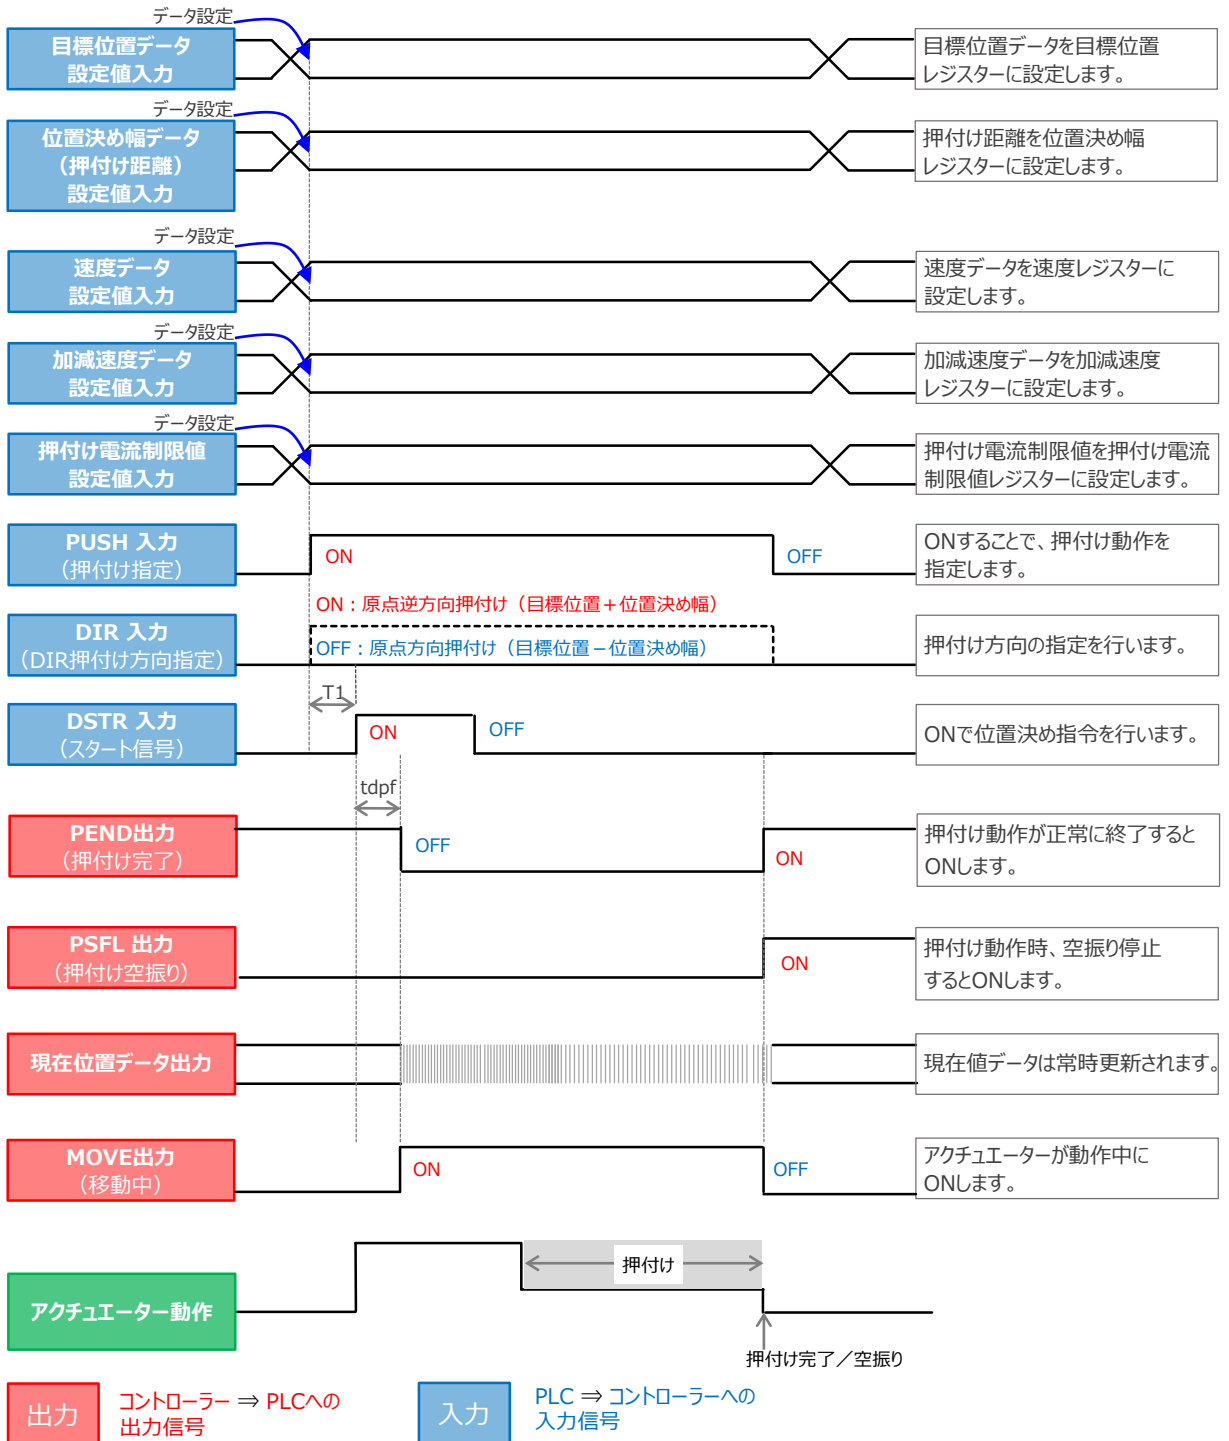 データ設定
目標位置データ
設定値入力
目標位置データを目標位置
レジスターに設定します。
データ設定
位置決め幅データ
（押付け距離）
設定値入力
押付け距離を位置決め幅
レジスターに設定します。
データ設定
速度データ
設定値入力
速度データを速度レジスターに
設定します。
データ設定
加減速度データ
設定値入力
加減速度データを加減速度
レジスターに設定します。
データ設定
押付け電流制限値
設定値入力
押付け電流制限値を押付け電流
制限値レジスターに設定します。
PUSH 入力
（押付け指定）
ON
OFF
ONすることで、押付け動作を
指定します。
ON：原点逆方向押付け（目標位置＋位置決め幅）
DIR 入力
（DIR押付け方向指定）
OFF：原点方向押付け（目標位置－位置決め幅）
押付け方向の指定を行います。
T1
DSTR 入力
（スタート信号）
ON
OFF
ONで位置決め指令を行います。
tdpf
PEND出力
（押付け完了）
OFF
ON
押付け動作が正常に終了すると
ONします。
PSFL 出力
（押付け空振り）
ON
押付け動作時、空振り停止
するとONします。
現在位置データ出力
現在値データは常時更新されます。
MOVE出力
（移動中）
ON
OFF
アクチュエーターが動作中に
ONします。
押付け
アクチュエーター動作
押付け完了／空振り
出力
コントローラー ⇒ PLCへの
出力信号
入力
PLC ⇒ コントローラーへの
入力信号